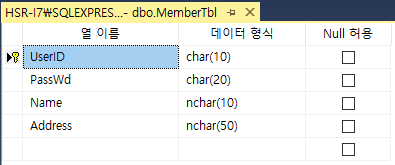 HSR-I7₩SQLEXPRES...- dbo.MemberTbl
열 이름 데이터 형식 Null 허용
UserID char(10)
PassWd char(20)
Name nchar(10)
Address nchar(50)